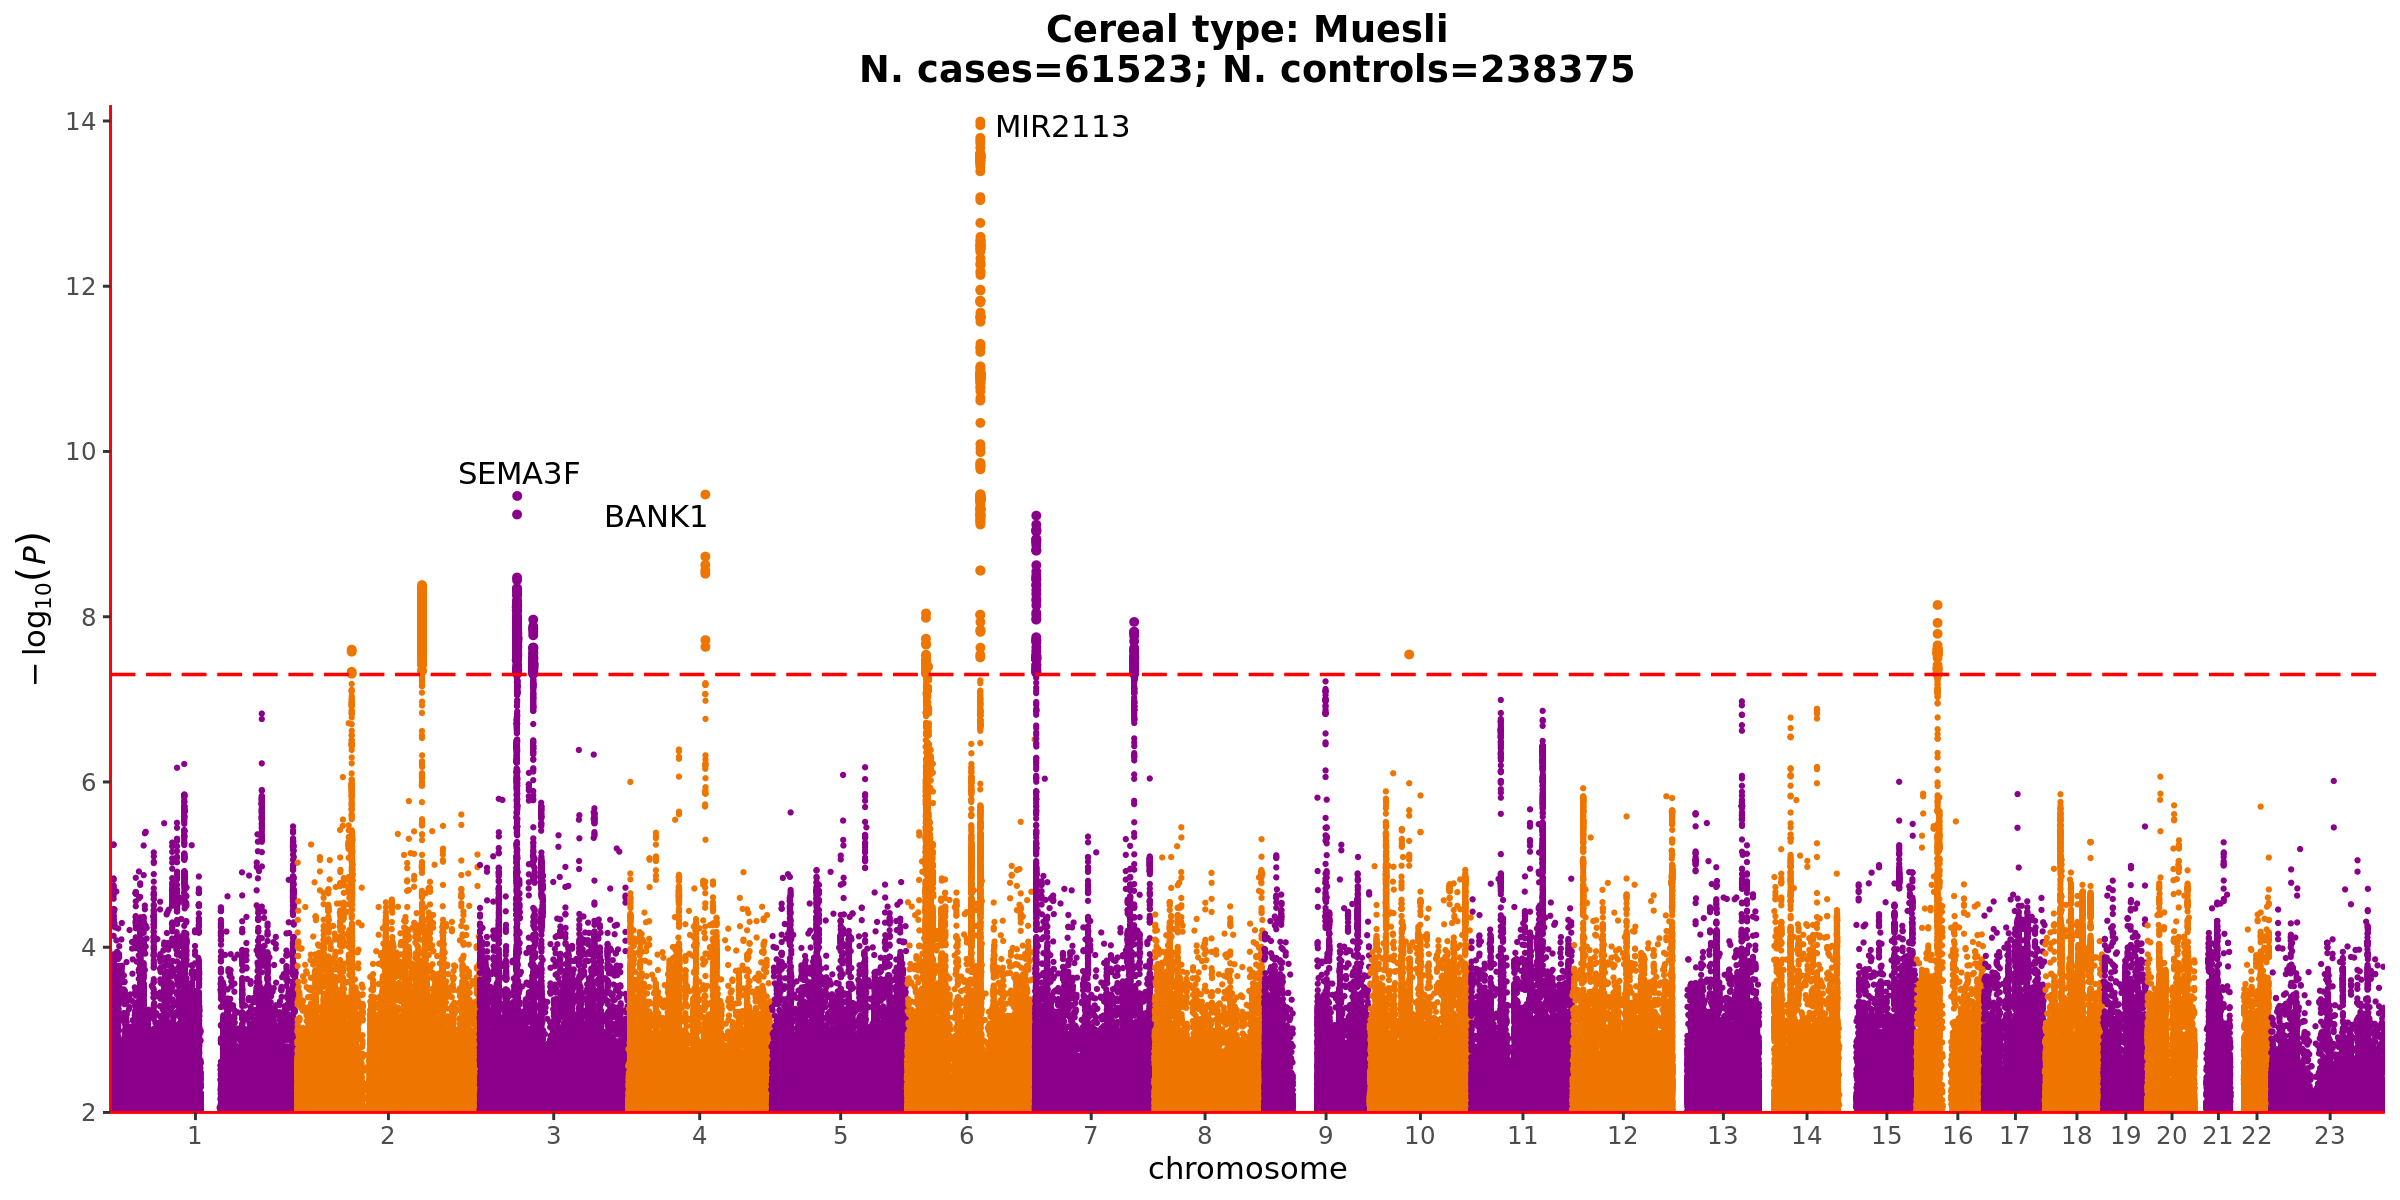 Cereal type: Muesli
N. cases=61523; N. controls=238375
14
MIR2113
12
10
SEMA3F
BANK1
8
6
4
2
−log10(P)
1 2 3 4 5 6 7 8 9 10 11 12 13 14 15 16 17 18 19 20 21 22 23
chromosome